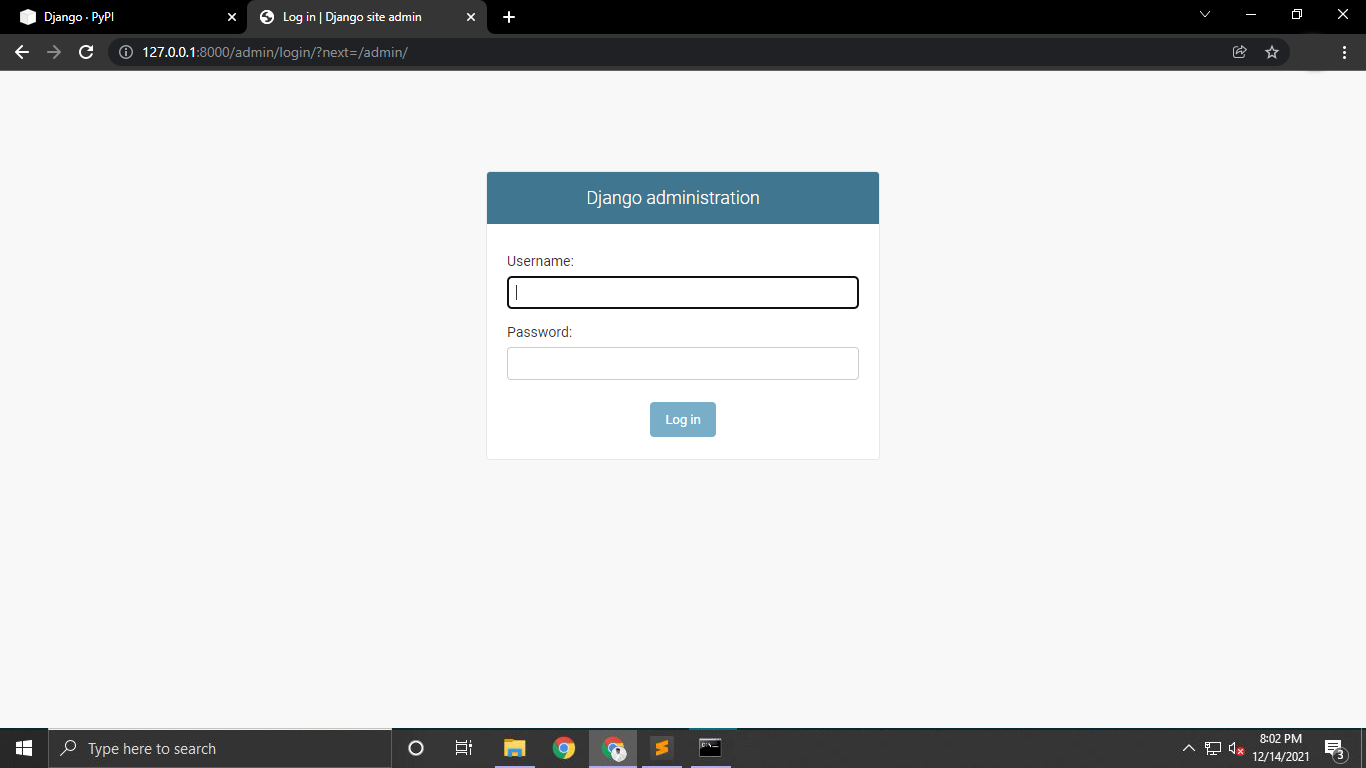 Django · PyPI
Log in | Django site admin
127.0.0.1:8000/admin/login/?next=/admin/
Django administration
Username:
Password:
Log in
Type here to search
8:02 PM
12/14/2021
3